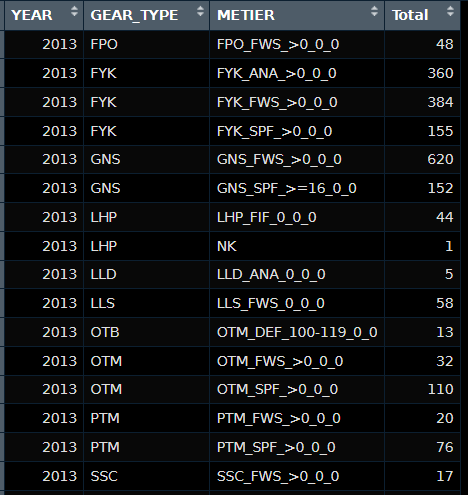 YEAR GEAR_TYPE METIER Total
2013 FPO FPO_FWS_>0_0_0 48
2013 FYK FYK_ANA_>0_0_0 360
2013 FYK FYK_FWS_>0_0_0 384
2013 FYK FYK_SPF_>0_0_0 155
2013 GNS GNS_FWS_>0_0_0 620
2013 GNS GNS_SPF_>=16_0_0 152
2013 LHP LHP_FIF_0_0_0 44
2013 LHP NK 1
2013 LLD LLD_ANA_0_0_0 5
2013 LLS LLS_FWS_0_0_0 58
2013 OTB OTM_DEF_100-119_0_0 13
2013 OTM OTM_FWS_>0_0_0 32
2013 OTM OTM_SPF_>0_0_0 110
2013 PTM PTM_FWS_>0_0_0 20
2013 PTM PTM_SPF_>0_0_0 76
2013 SSC SSC_FWS_>0_0_0 17